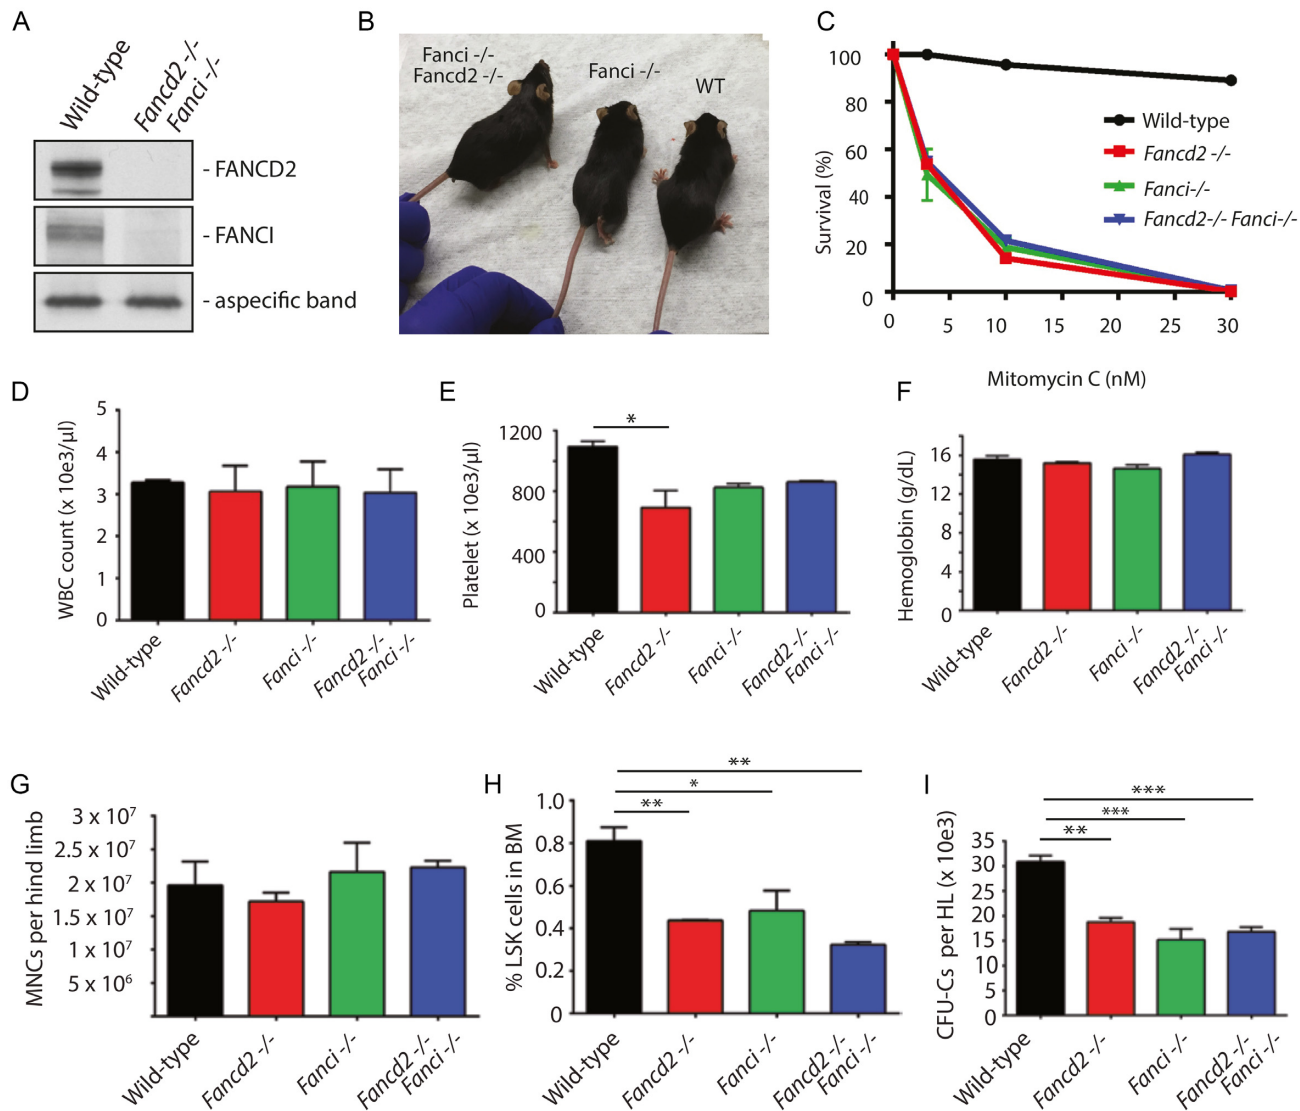 A
Wild-type
Fancd2 -/-
Fanci -/-
- FANCD2
- FANCI
- aspecific band
B
Fanci -/-
Fancd2 -/-
Fanci -/-
WT
C
Survival (%)
100
80
60
40
20
0
0 5 10 15 20 25 30
Mitomycin C (nM)
Wild-type
Fancd2 -/-
Fanci-/-
Fancd2-/- Fanci-/-
D
WBC count (x 10e3/µl)
5
4
3
2
1
0
Wild-type
Fancd2 -/-
Fanci -/-
Fancd2 -/-
Fanci -/-
E
Platelet (x 10e3/µl)
1200
800
400
0
*
Wild-type
Fancd2 -/-
Fanci -/-
Fancd2 -/-
Fanci -/-
F
Hemoglobin (g/dL)
16
12
8
4
0
Wild-type
Fancd2 -/-
Fanci -/-
Fancd2 -/-
Fanci -/-
G
MNCs per hind limb
3 x 10⁷
2.5 x 10⁷
2 x 10⁷
1.5 x 10⁷
1 x 10⁷
5 x 10⁶
Wild-type
Fancd2 -/-
Fanci -/-
Fancd2 -/-
Fanci -/-
H
% LSK cells in BM
1.0
0.8
0.6
0.4
0.2
0
**
*
**
Wild-type
Fancd2 -/-
Fanci -/-
Fancd2 -/-
Fanci -/-
I
CFU-Cs per HL (x 10e3)
35
30
20
15
10
5
0
***
***
**
Wild-type
Fancd2 -/-
Fanci -/-
Fancd2 -/-
Fanci -/-